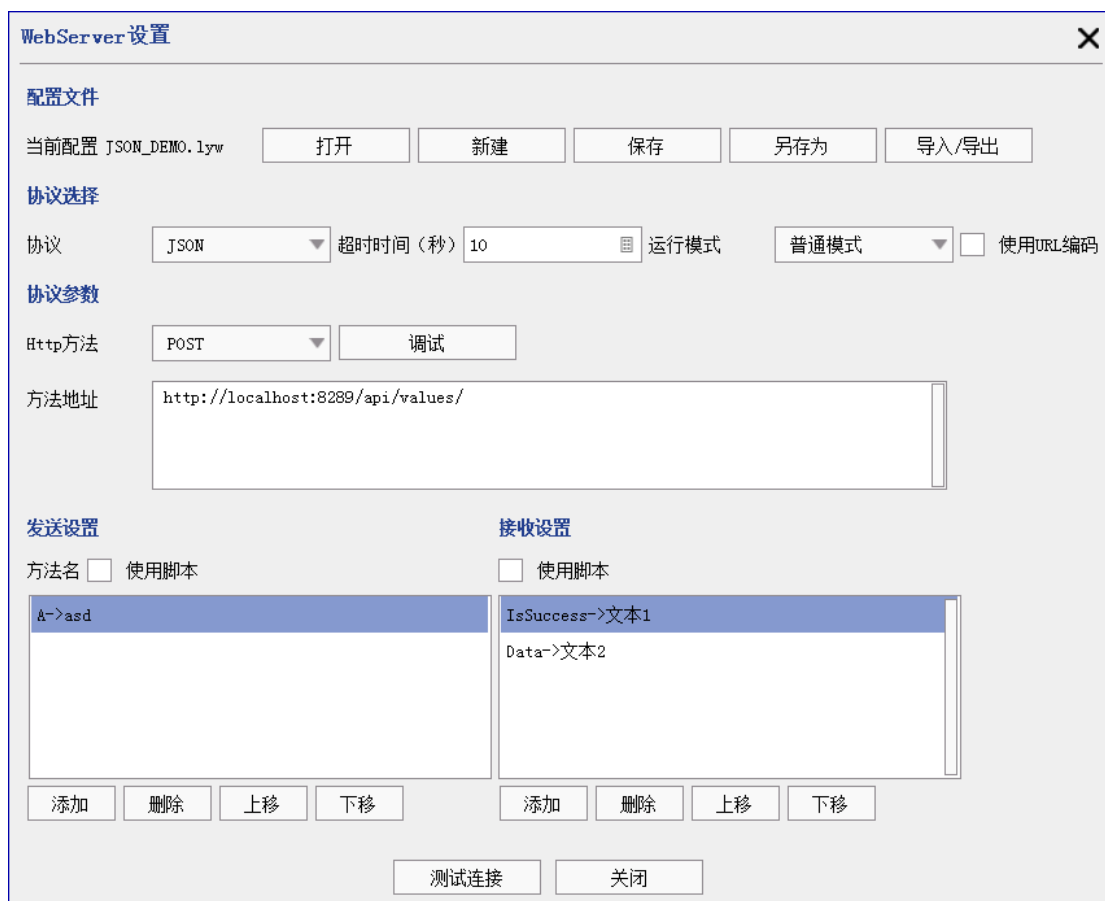 WebServer设置
配置文件
当前配置 JSON_DEMO.lyw 打开 新建 保存 另存为 导入/导出
协议选择
协议 JSON 超时时间（秒） 10 运行模式 普通模式 使用URL编码
协议参数
Http方法 POST 调试
方法地址 http://localhost:8289/api/values/
发送设置 接收设置
方法名 使用脚本 使用脚本
A->asd IsSuccess->文本1
Data->文本2
添加 删除 上移 下移 添加 删除 上移 下移
测试连接 关闭